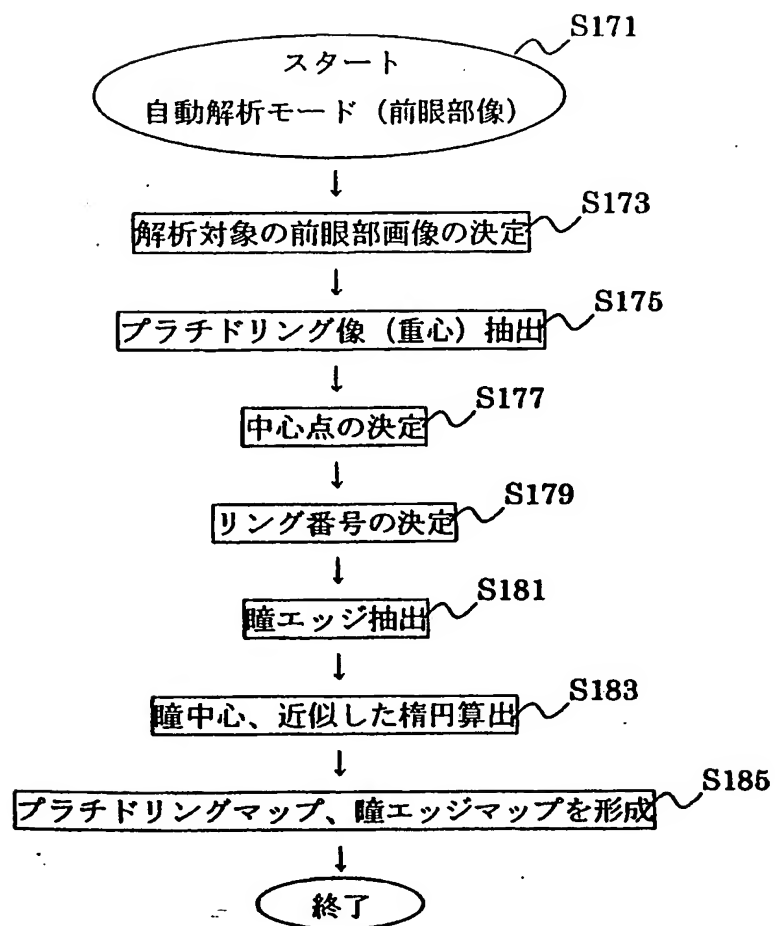 S171
スタート
自動解析モード（前眼部像）
↓
S173
解析対象の前眼部画像の決定
↓
S175
プラチドリング像（重心）抽出
↓
S177
中心点の決定
↓
S179
リング番号の決定
↓
S181
瞳エッジ抽出
↓
S183
瞳中心、近似した楕円算出
↓
S185
プラチドリングマップ、瞳エッジマップを形成
↓
終了